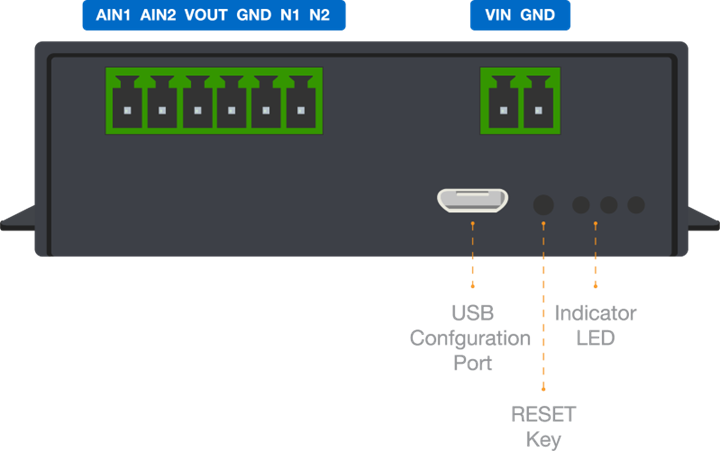 AIN1 AIN2 VOUT GND N1 N2
VIN GND
USB
Confguration
Port
Indicator
LED
RESET
Key